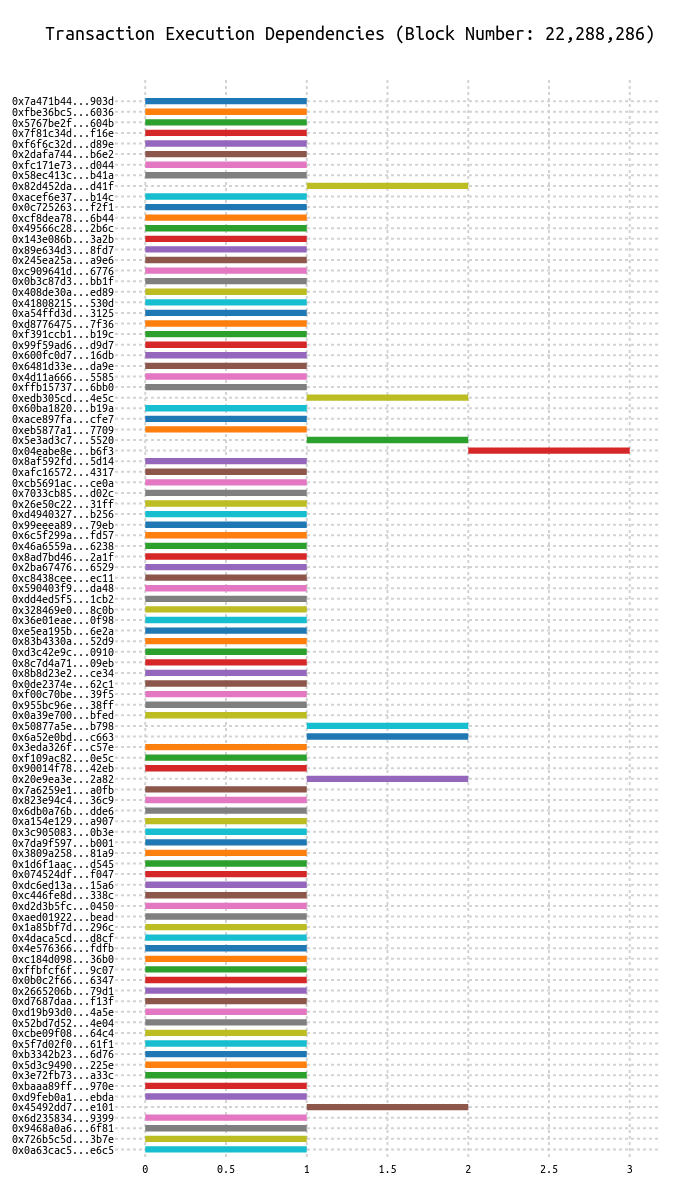 Transaction Execution Dependencies (Block Number: 22,288,286)
0x7a471b44...903d
0xfbe36bc5...6036
0x5767be2f...604b
0x7f81c34d...f16e
0xf6f6c32d...d89e
0x2dafa744...b6e2
0xfc171e73...d044
0x58ec413c...b41a
0x82d452da...d41f
0xacef6e37...b14c
0x0c725263...f2f1
0xcf8dea78...6b44
0x49566c28...2b6c
0x143e086b...3a2b
0x89e634d3...8fd7
0x245ea25a...a9e6
0xc909641d...6776
0x0b3c87d3...bb1f
0x408de30a...ed89
0x41808215...530d
0xa54ffd3d...3125
0xd8776475...7f36
0xf391ccb1...b19c
0x99f59ad6...d9d7
0x600fc0d7...16db
0x6481d33e...da9e
0x4d11a666...5585
0xffb15737...6bb0
0xedb305cd...4e5c
0x60ba1820...b19a
0xace897fa...cfe7
0xeb5877a1...7709
0x5e3ad3c7...5520
0x04eabe8e...b6f3
0x8af592fd...5d14
0xafc16572...4317
0xcb5691ac...ce0a
0x7033cb85...d02c
0x26e50c22...31ff
0xd4940327...b256
0x99eeea89...79eb
0x6c5f299a...fd57
0x46a6559a...6238
0x8ad7bd46...2a1f
0x2ba67476...6529
0xc8438cee...ec11
0x590403f9...da48
0xdd4ed5f5...1cb2
0x328469e0...8c0b
0x36e01eae...0f98
0xe5ea195b...6e2a
0x83b4330a...52d9
0xd3c42e9c...0910
0x8c7d4a71...09eb
0x8b8d23e2...ce34
0x0de2374e...62c1
0xf00c70be...39f5
0x955bc96e...38ff
0x0a39e700...bfed
0x50877a5e...b798
0x6a52e0bd...c663
0x3eda326f...c57e
0xf109ac82...0e5c
0x90014f78...42eb
0x20e9ea3e...2a82
0x7a6259e1...a0fb
0x823e94c4...36c9
0x6db0a76b...dde6
0xa154e129...a907
0x3c905083...0b3e
0x7da9f597...b001
0x3809a258...81a9
0x1d6f1aac...d545
0x074524df...f047
0xdc6ed13a...15a6
0xc446fe8d...338c
0xd2d3b5fc...0450
0xaed01922...bead
0x1a85bf7d...296c
0x4daca5cd...d8cf
0x4e576366...fdfb
0xc184d098...36b0
0xffbfcf6f...9c07
0x0b0c2f66...6347
0x2665206b...79d1
0xd7687daa...f13f
0xd19b93d0...4a5e
0x52bd7d52...4e04
0xcbe09f08...64c4
0x5f7d02f0...61f1
0xb3342b23...6d76
0x5d3c9490...225e
0x3e72fb73...a33c
0xbaaa89ff...970e
0xd9feb0a1...ebda
0x45492dd7...e101
0x6d235834...9399
0x9468a0a6...6f81
0x726b5c5d...3b7e
0x0a63cac5...e6c5
0 0.5 1 1.5 2 2.5 3